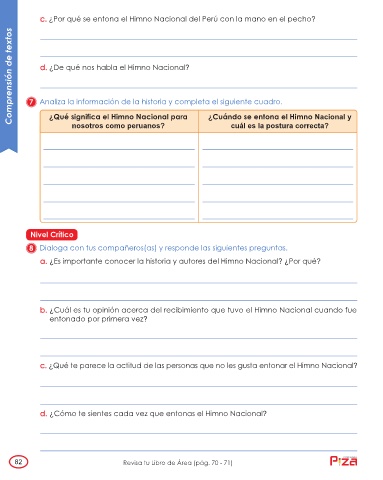 Comprensión de textos
c. ¿Por qué se entona el Himno Nacional del Perú con la mano en el pecho?
d. ¿De qué nos habla el Himno Nacional?
7 Analiza la información de la historia y completa el siguiente cuadro.
¿Qué significa el Himno Nacional para nosotros como peruanos?
¿Cuándo se entona el Himno Nacional y cuál es la postura correcta?
Nivel Crítico
8 Dialoga con tus compañeros(as) y responde las siguientes preguntas.
a. ¿Es importante conocer la historia y autores del Himno Nacional? ¿Por qué?
b. ¿Cuál es tu opinión acerca del recibimiento que tuvo el Himno Nacional cuando fue
entonado por primera vez?
c. ¿Qué te parece la actitud de las personas que no les gusta entonar el Himno Nacional?
d. ¿Cómo te sientes cada vez que entonas el Himno Nacional?
82
Revisa tu Libro de Área (pág. 70 - 71)